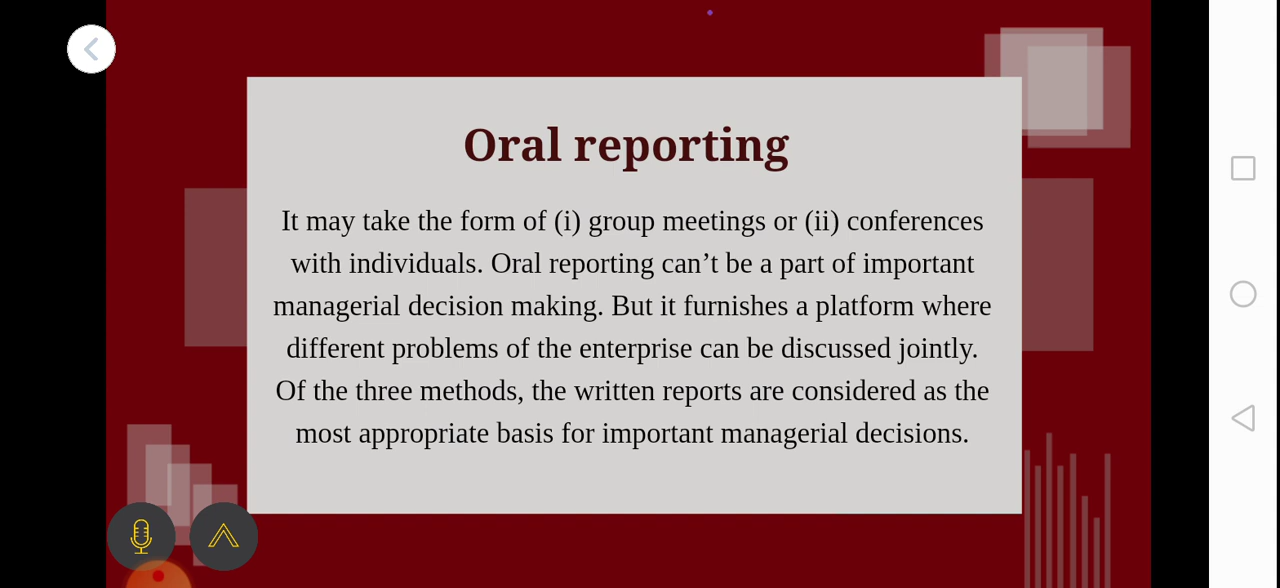 Oral reporting
It may take the form of (i) group meetings or (ii) conferences
with individuals. Oral reporting can’t be a part of important
managerial decision making. But it furnishes a platform where
different problems of the enterprise can be discussed jointly.
Of the three methods, the written reports are considered as the
most appropriate basis for important managerial decisions.